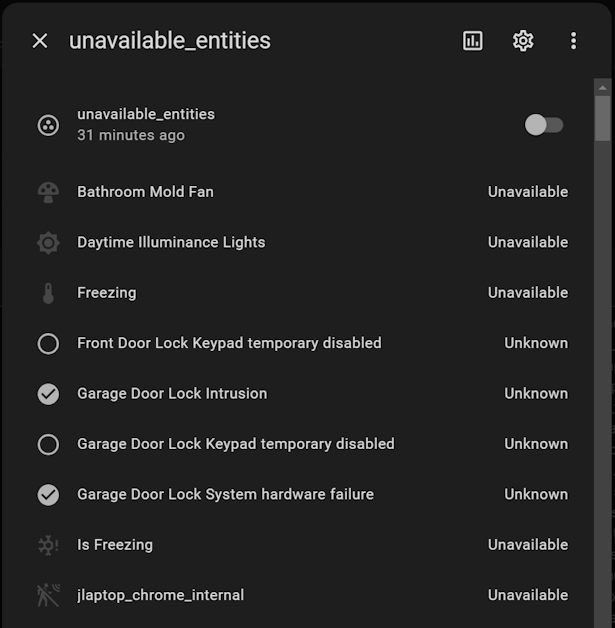 unavailable_entities
unavailable_entities
31 minutes ago
Bathroom Mold Fan Unavailable
Daytime Illuminance Lights Unavailable
Freezing Unavailable
Front Door Lock Keypad temporary disabled Unknown
Garage Door Lock Intrusion Unknown
Garage Door Lock Keypad temporary disabled Unknown
Garage Door Lock System hardware failure Unknown
Is Freezing Unavailable
jlaptop_chrome_internal Unavailable